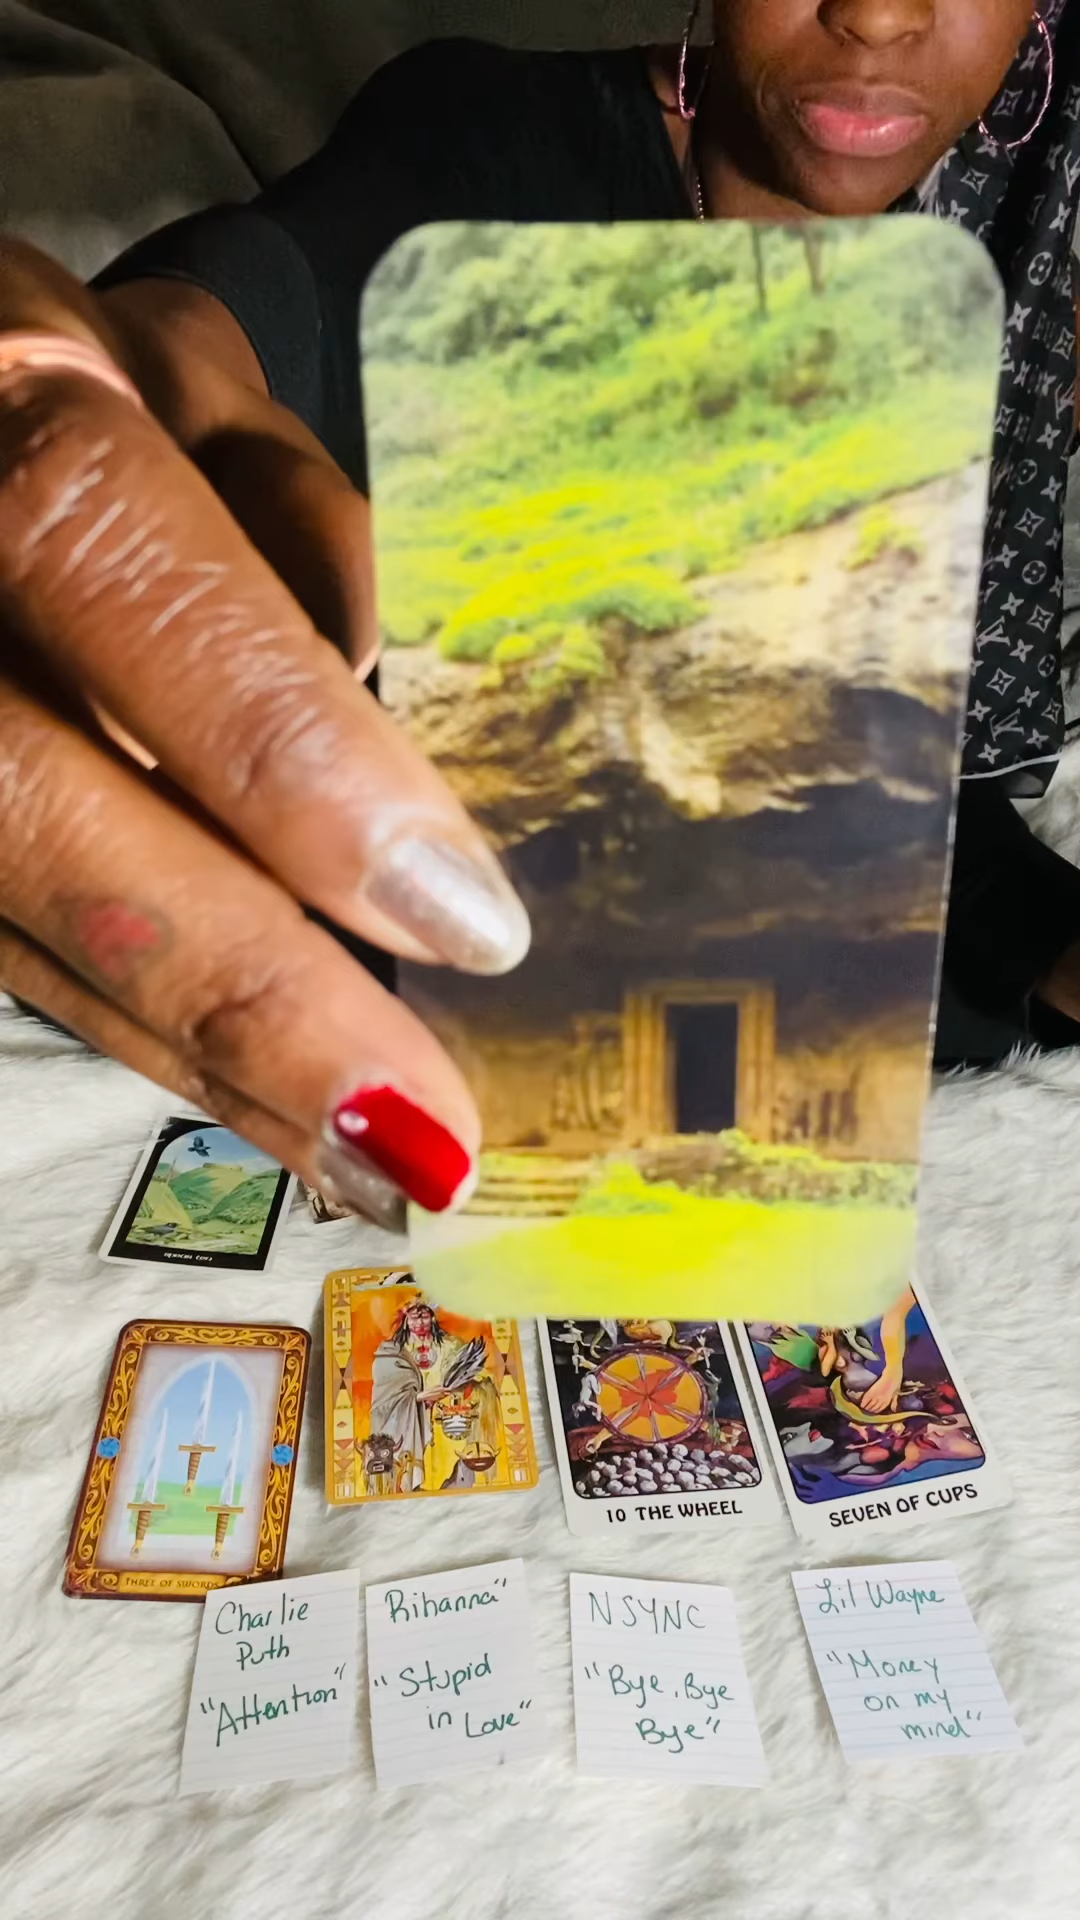 THREE OF SWORDS
10 THE WHEEL
SEVEN OF CUPS
Charlie
Puth
"Attention"
Rihanna"
"Stupid
in Love"
NSYNC
"Bye, Bye
Bye"
Lil Wayne
"Money
on my
mind"